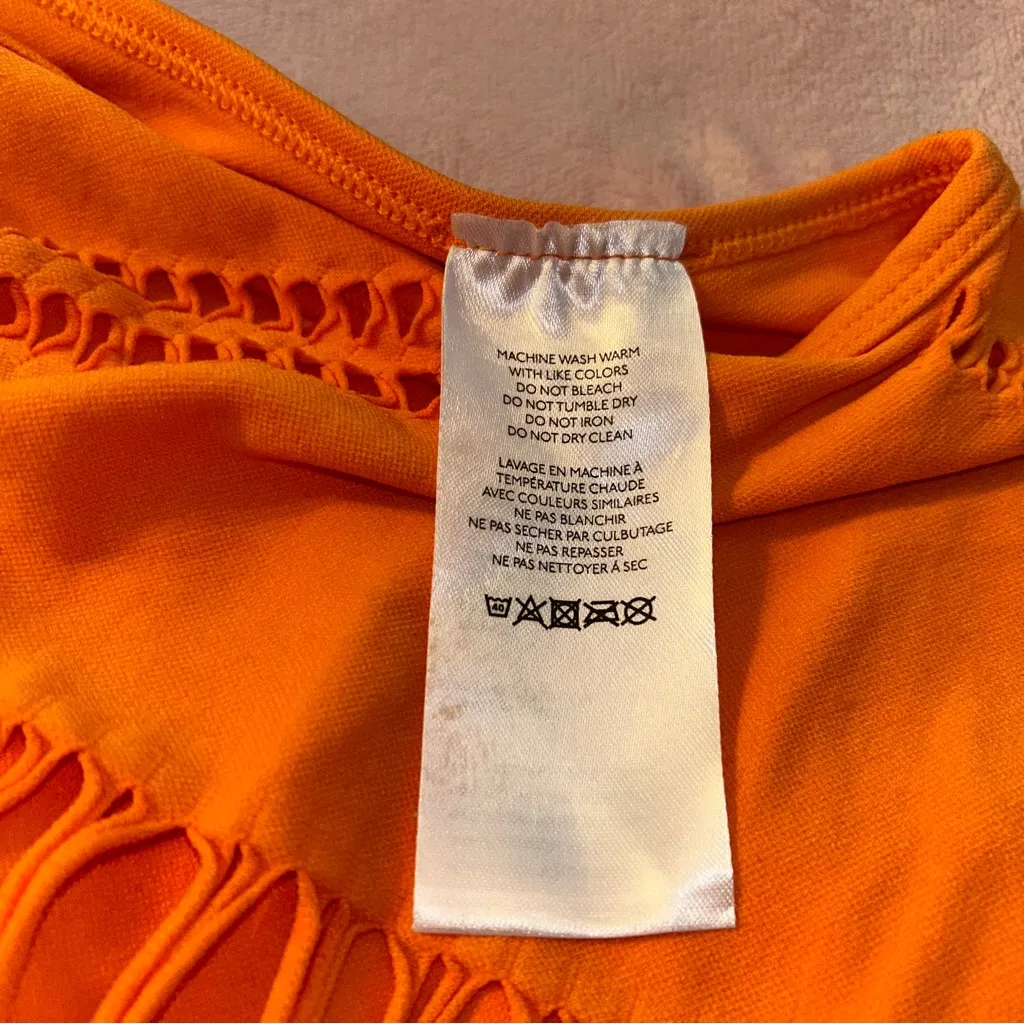 MACHINE WASH WARM
WITH LIKE COLORS
DO NOT BLEACH
DO NOT TUMBLE DRY
DO NOT IRON
DO NOT DRY CLEAN
LAVAGE EN MACHINE À
TEMPÉRATURE CHAUDE
AVEC COULEURS SIMILAIRES
NE PAS BLANCHIR
NE PAS SECHER PAR CULBUTAGE
NE PAS REPASSER
NE PAS NETTOYER Á SEC
40